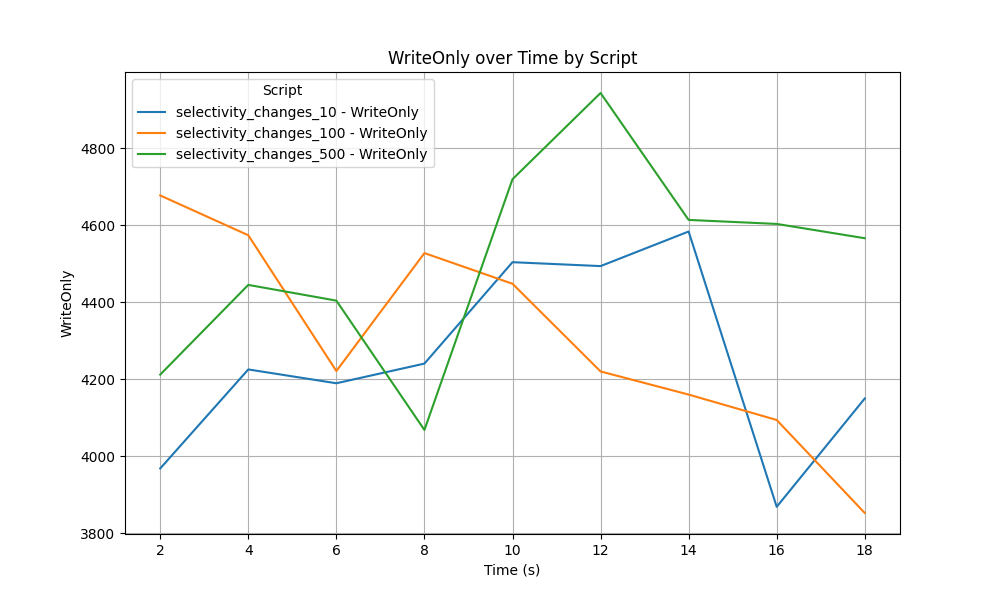 WriteOnly over Time by Script
Script
selectivity_changes_10 - WriteOnly
selectivity_changes_100 - WriteOnly
selectivity_changes_500 - WriteOnly
WriteOnly
4800
4600
4400
4200
4000
3800
2 4 6 8 10 12 14 16 18
Time (s)